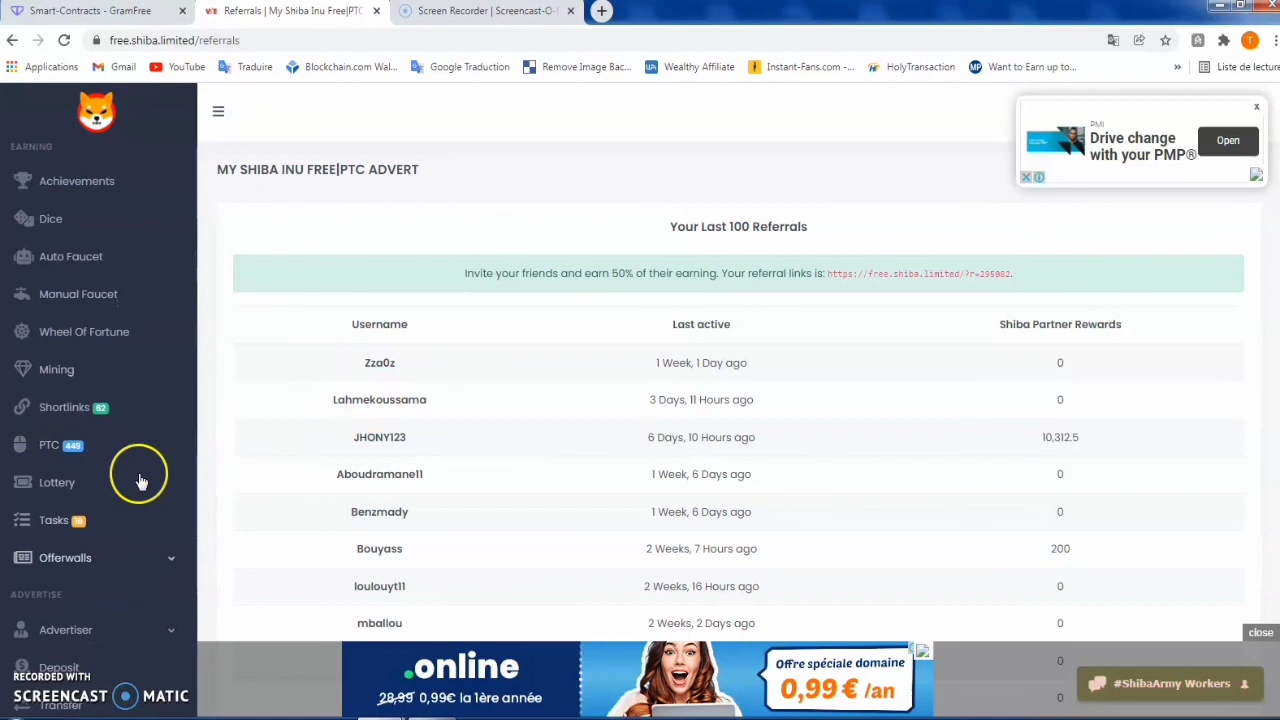 Smart-Contracts - GramFree
Referrals | My Shiba Inu Free|PTC
Screen Recorder | Screencast-O-
free.shiba.limited/referrals
Applications
Gmail
YouTube
Traduire
Blockchain.com Wal...
Google Traduction
Remove Image Bac...
Wealthy Affiliate
Instant-Fans.com -...
HolyTransaction
Want to Earn up to...
»
Liste de lecture
EARNING
Achievements
Dice
Auto Faucet
Manual Faucet
Wheel Of Fortune
Mining
Shortlinks 62
PTC 449
Lottery
Tasks 16
Offerwalls
ADVERTISE
Advertiser
Deposit
Transfer
RECORDED WITH
SCREENCAST MATIC
MY SHIBA INU FREE|PTC ADVERT
PMI
Drive change
with your PMP®
Open
Your Last 100 Referrals
Invite your friends and earn 50% of their earning. Your referral links is: https://free.shiba.limited/?r=295082.
Username Last active Shiba Partner Rewards
Zza0z 1 Week, 1 Day ago 0
Lahmekoussama 3 Days, 11 Hours ago 0
JHONY123 6 Days, 10 Hours ago 10,312.5
Aboudramane11 1 Week, 6 Days ago 0
Benzmady 1 Week, 6 Days ago 0
Bouyass 2 Weeks, 7 Hours ago 200
loulouyt11 2 Weeks, 16 Hours ago 0
mballou 2 Weeks, 2 Days ago 0
0
0
close
.online
28,99 0,99€ la 1ère année
Offre spéciale domaine
0,99 € /an
#ShibaArmy Workers